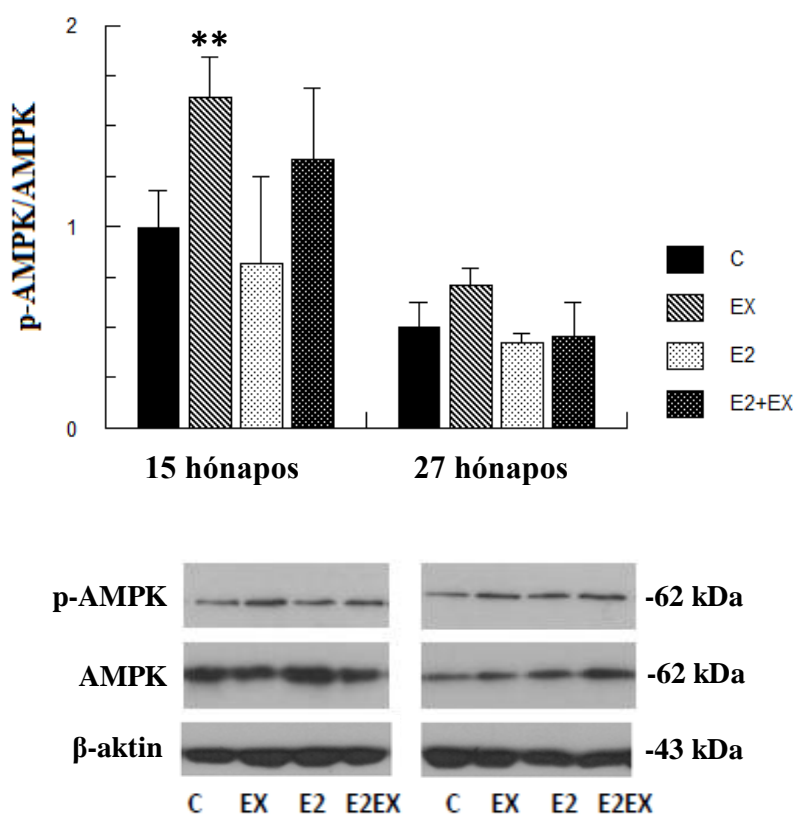 2
**
p-AMPK/AMPK
1
0
C
EX
E2
E2+EX
15 hónapos 27 hónapos
p-AMPK -62 kDa
AMPK -62 kDa
β-aktin -43 kDa
C EX E2 E2EX C EX E2 E2EX